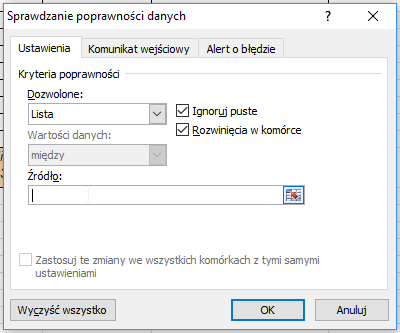 Sprawdzanie poprawności danych
?
Ustawienia Komunikat wejściowy Alert o błędzie
Kryteria poprawności
Dozwolone:
Lista
Ignoruj puste
Rozwinięcia w komórce
Wartości danych:
między
Źródło:
Zastosuj te zmiany we wszystkich komórkach z tymi samymi
ustawieniami
Wyczyść wszystko OK Anuluj